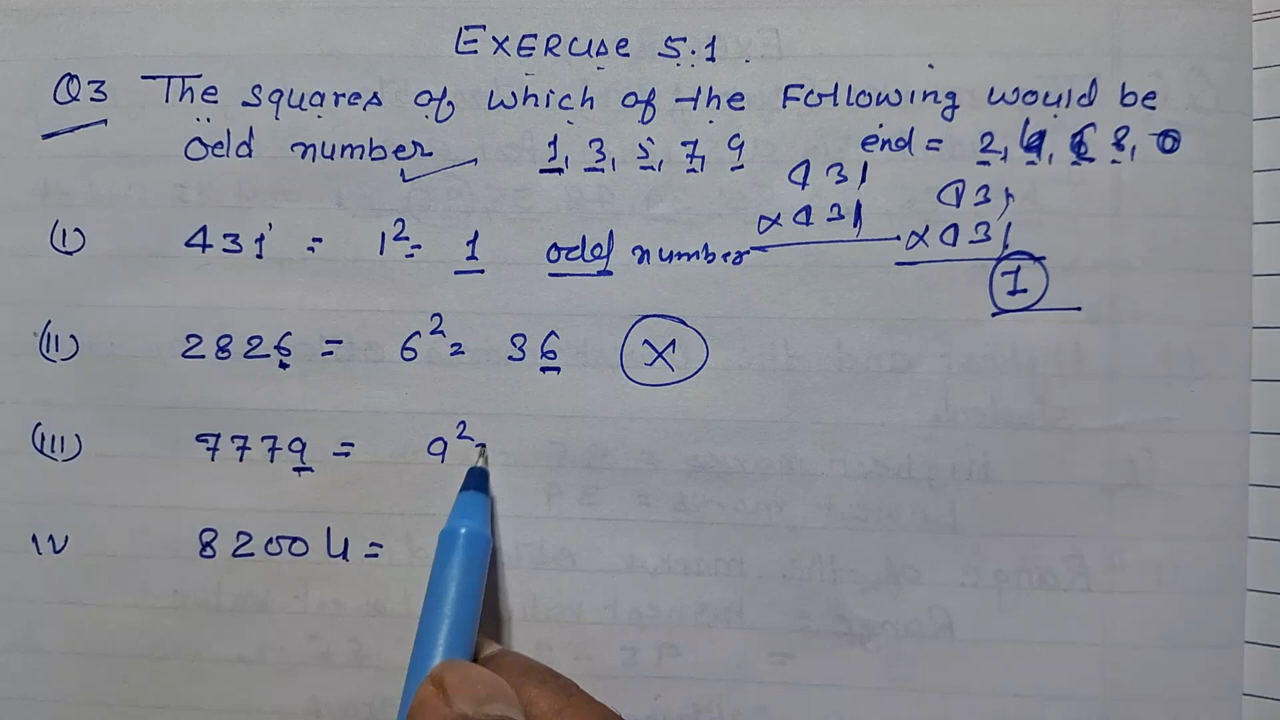 EXERCISE 5.1
Q3 The squares of which of the Following would be
odd number 1, 3, 5, 7, 9 end = 2, 4, 6, 8, 0
(I) 431 = 1²= 1 odd number
431
x431
431
x431
1
(II) 2826 = 6²= 36 X
(III) 7779 = 9²=
IV 82004=